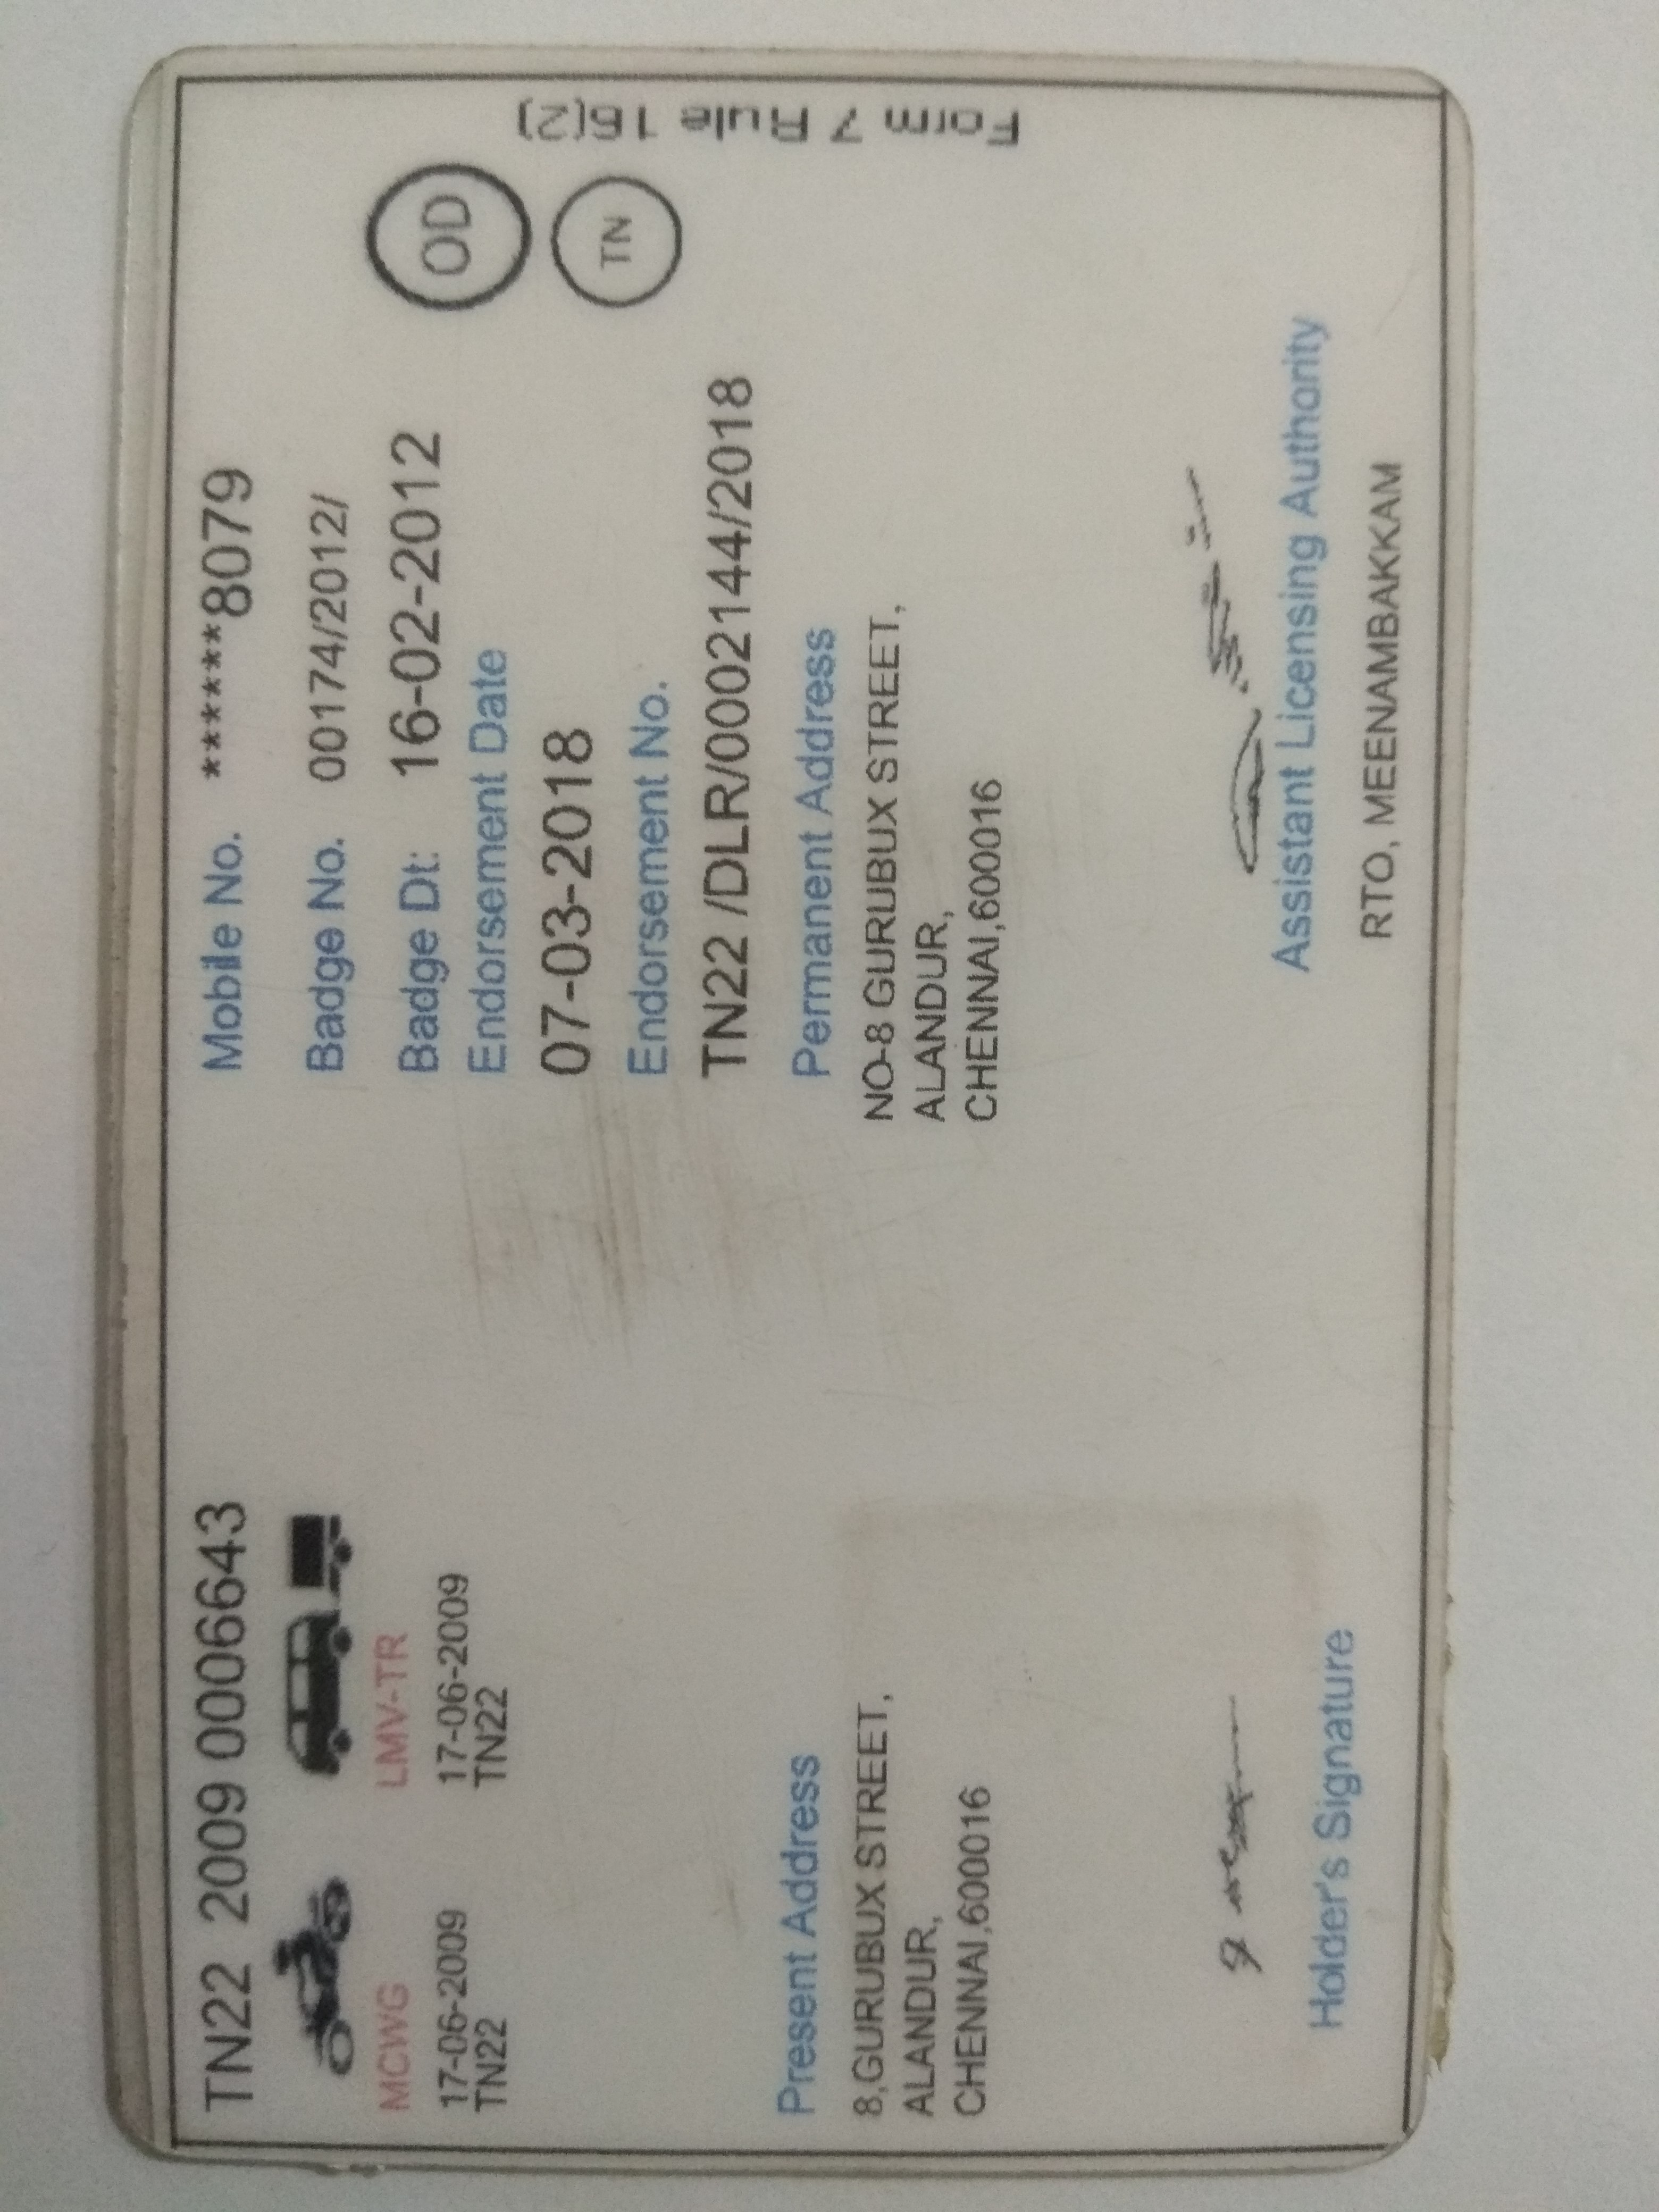 TN22 2009 0006643
MCWG
17-06-2009
TN22
LMV-TR
17-06-2009
TN22
Present Address
8,GURUBUX STREET,
ALANDUR,
CHENNAI,600016
Holder's Signature
Mobile No. ******8079
Badge No. 00174/2012/
Badge Dt: 16-02-2012
Endorsement Date
07-03-2018
Endorsement No.
TN22 /DLR/0002144/2018
Permanent Address
NO-8 GURUBUX STREET,
ALANDUR,
CHENNAI,600016
Assistant Licensing Authority
RTO, MEENAMBAKKAM
OD
TN
Form 7 Rule 16(2)